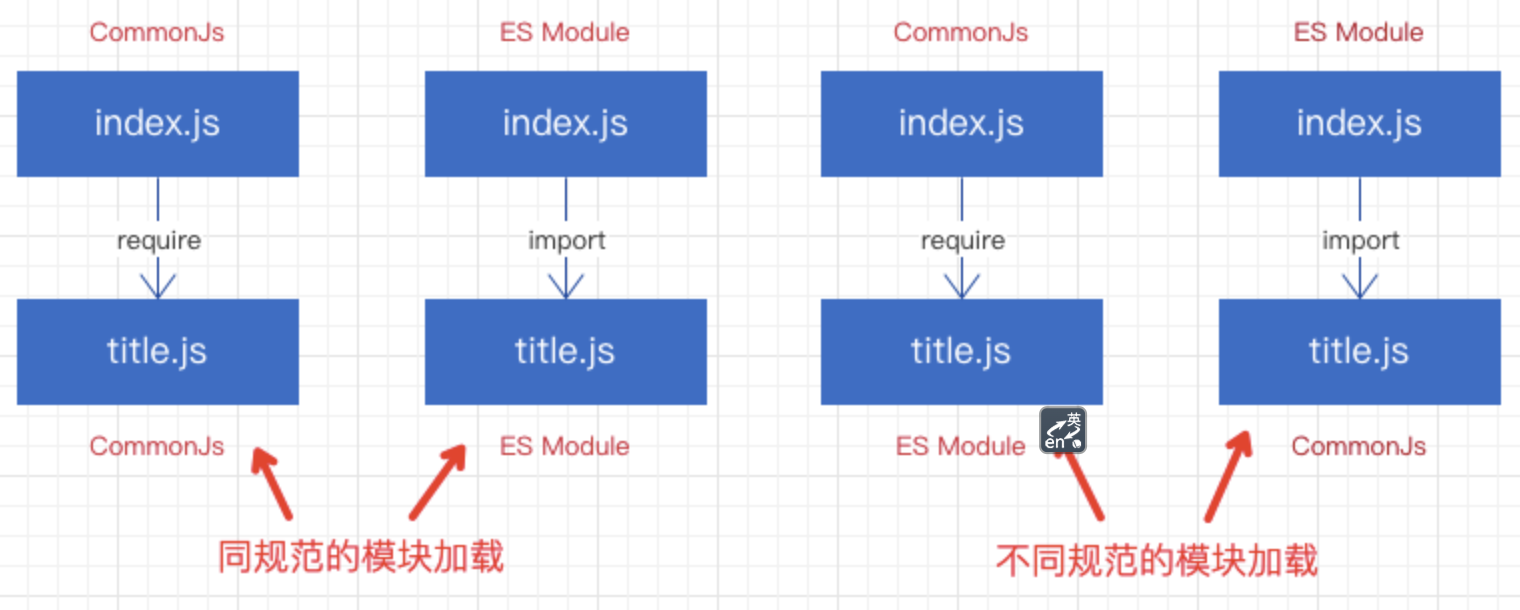 CommonJs
ES Module
CommonJs
ES Module
index.js
index.js
index.js
index.js
require
import
require
import
title.js
title.js
title.js
title.js
英
en
CommonJs
ES Module
ES Module
CommonJs
同规范的模块加载
不同规范的模块加载